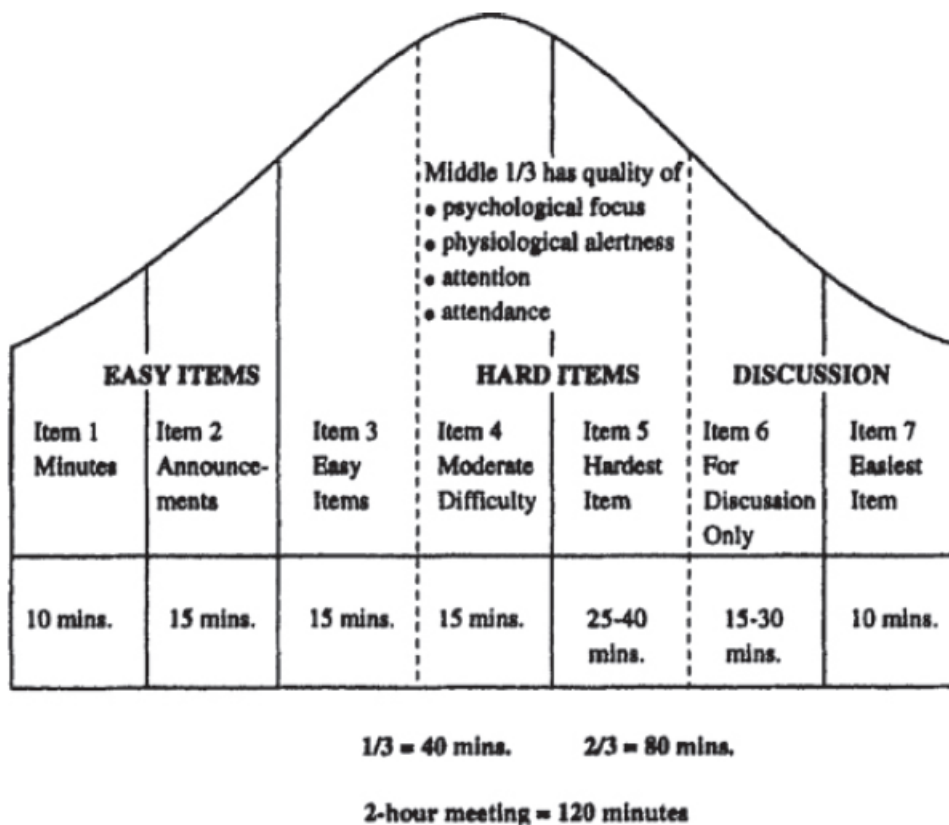 Middle 1/3 has quality of
• psychological focus
• physiological alertness
• attention
• attendance
EASY ITEMS
HARD ITEMS
DISCUSSION
Item 1
Minutes
Item 2
Announce-
ments
Item 3
Easy
Items
Item 4
Moderate
Difficulty
Item 5
Hardest
Item
Item 6
For
Discussion
Only
Item 7
Easiest
Item
10 mins.
15 mins.
15 mins.
15 mins.
25-40
mins.
15-30
mins.
10 mins.
1/3 = 40 mins.
2/3 = 80 mins.
2-hour meeting = 120 minutes